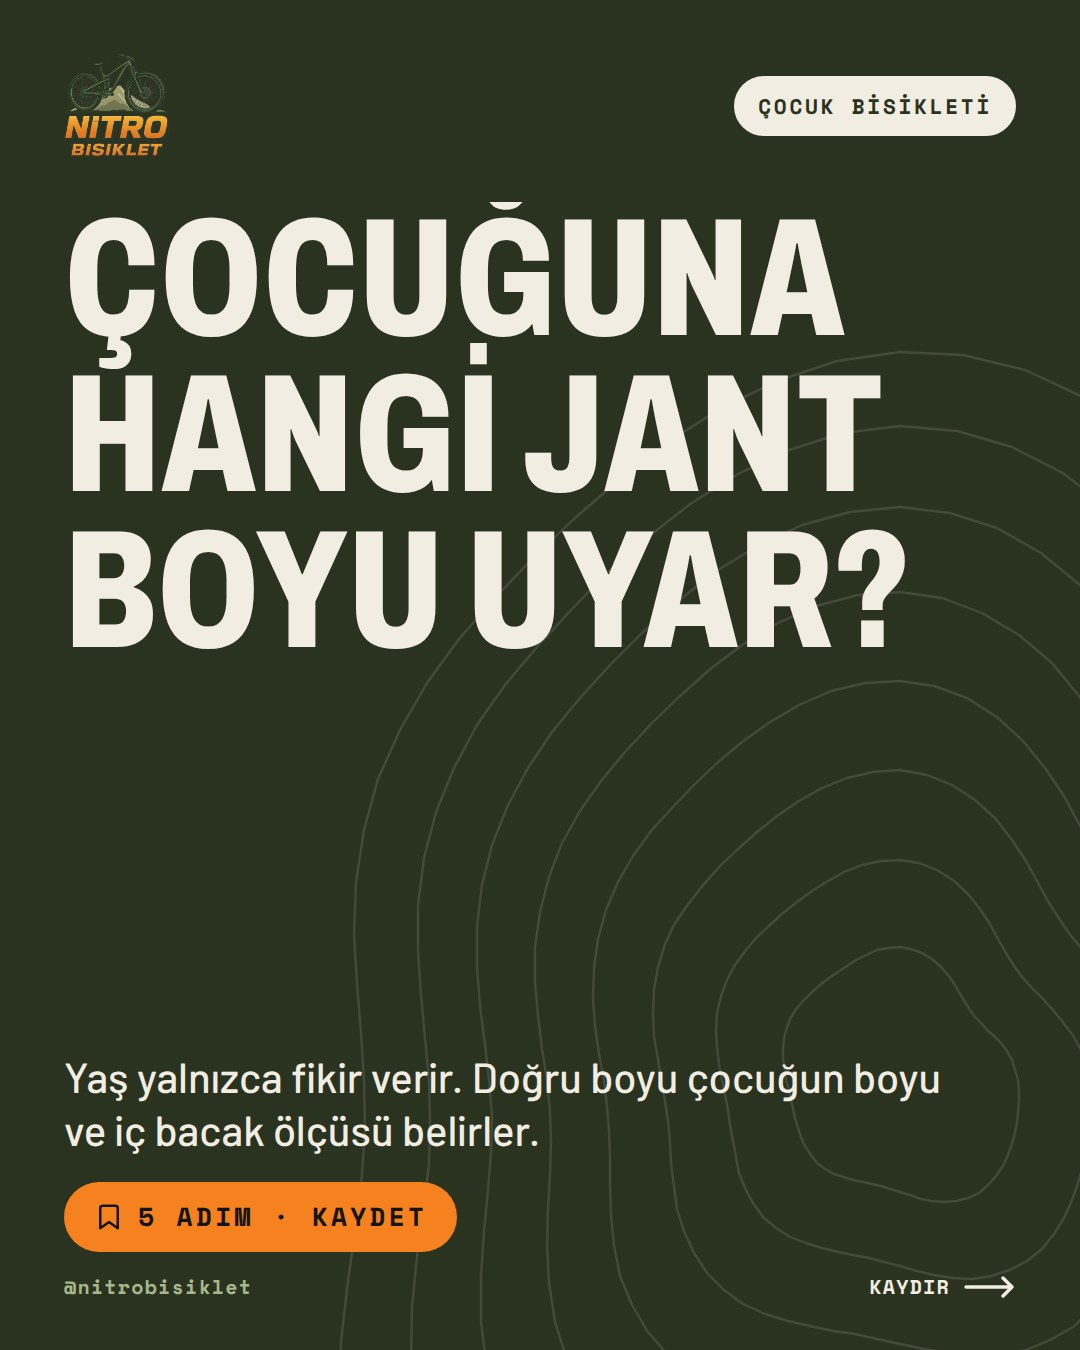 NiTRO
BISIKLET
ÇOCUK BİSİKLETİ
ÇOCUĞUNA
HANGİ JANT
BOYU UYAR?
Yaş yalnızca fikir verir. Doğru boyu çocuğun boyu
ve iç bacak ölçüsü belirler.
5 ADIM · KAYDET
@nitrobisiklet
KAYDIR